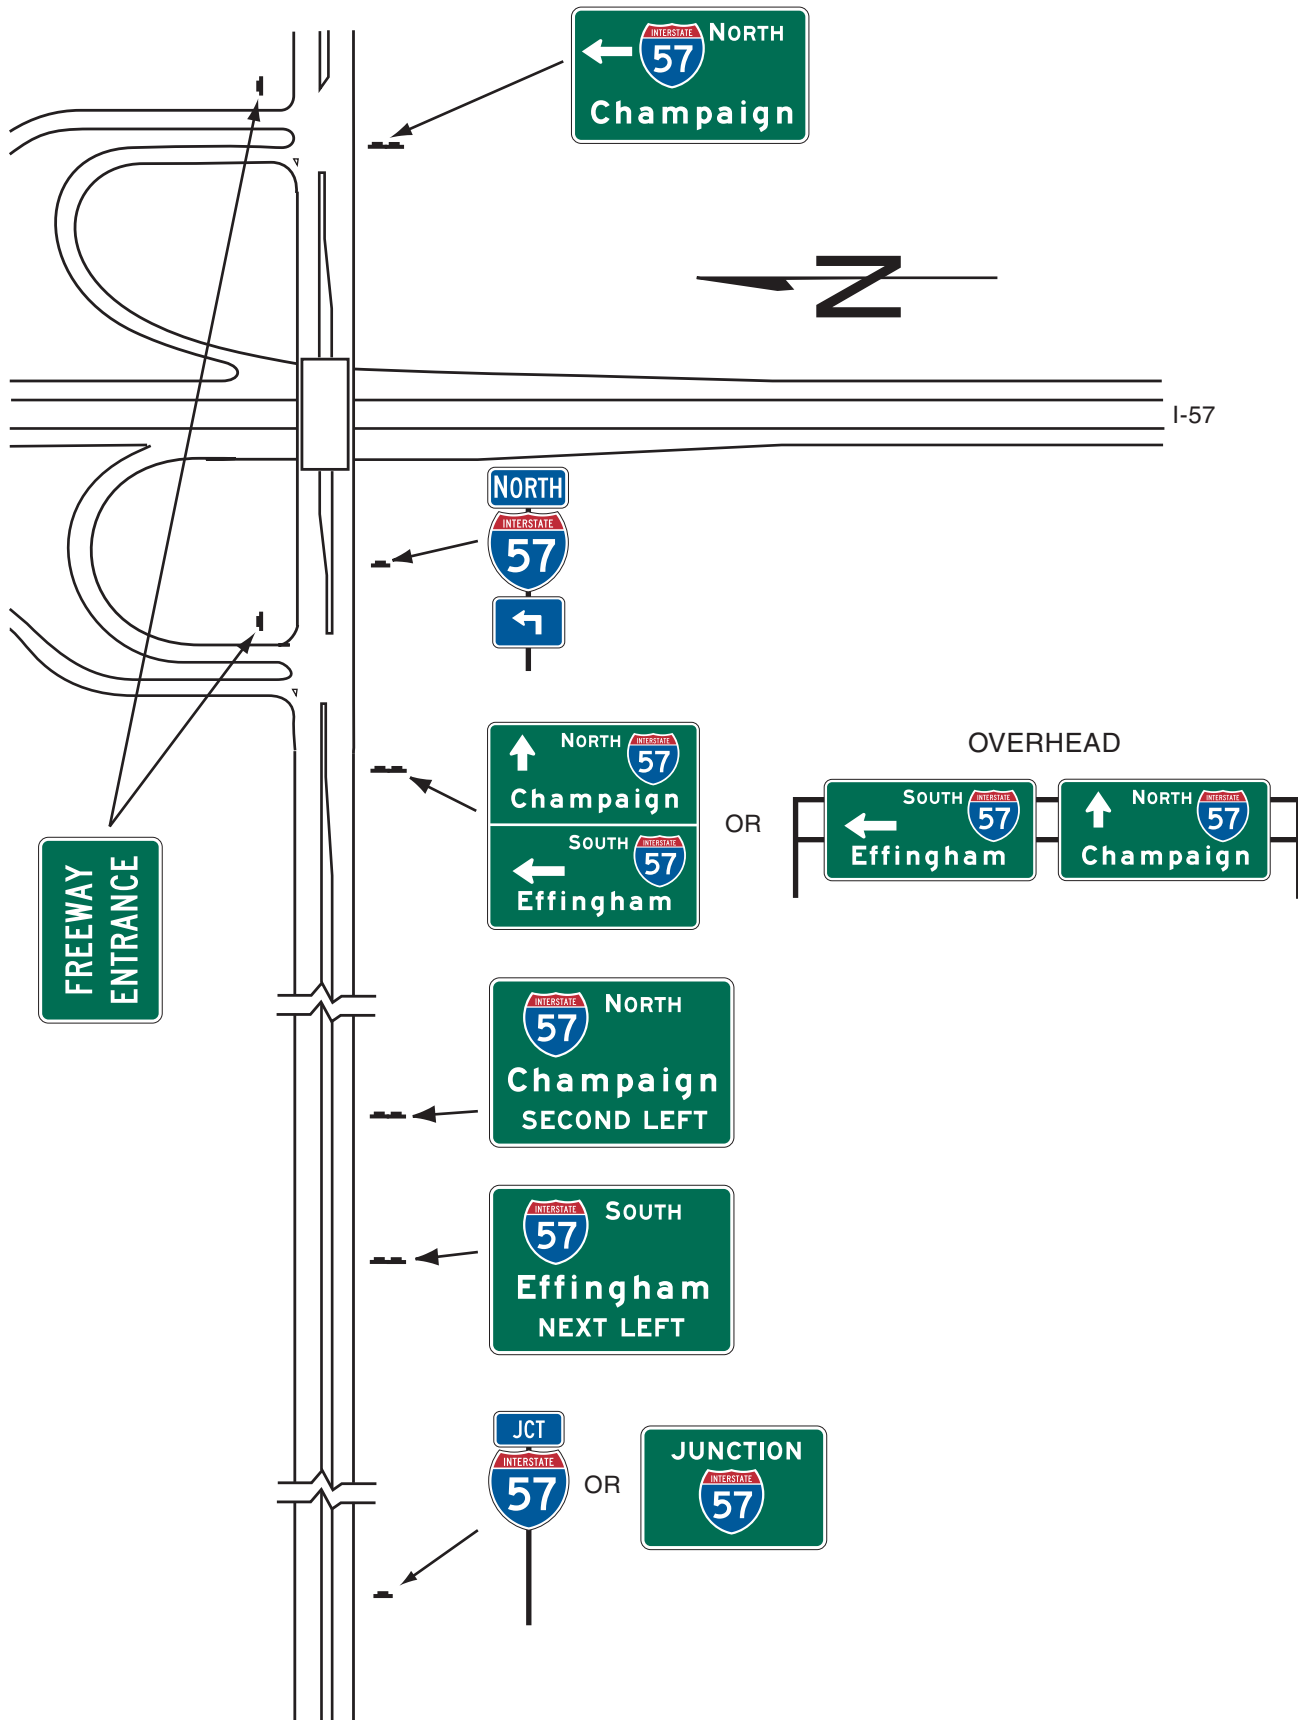 INTERSTATE
57 NORTH
Champaign
N
I-57
NORTH
INTERSTATE
57
NORTH INTERSTATE
57
Champaign
SOUTH INTERSTATE
57
Effingham
OR
OVERHEAD
SOUTH INTERSTATE
57
Effingham
NORTH INTERSTATE
57
Champaign
FREEWAY
ENTRANCE
INTERSTATE
57 NORTH
Champaign
SECOND LEFT
INTERSTATE
57 SOUTH
Effingham
NEXT LEFT
JCT
INTERSTATE
57
OR
JUNCTION
INTERSTATE
57